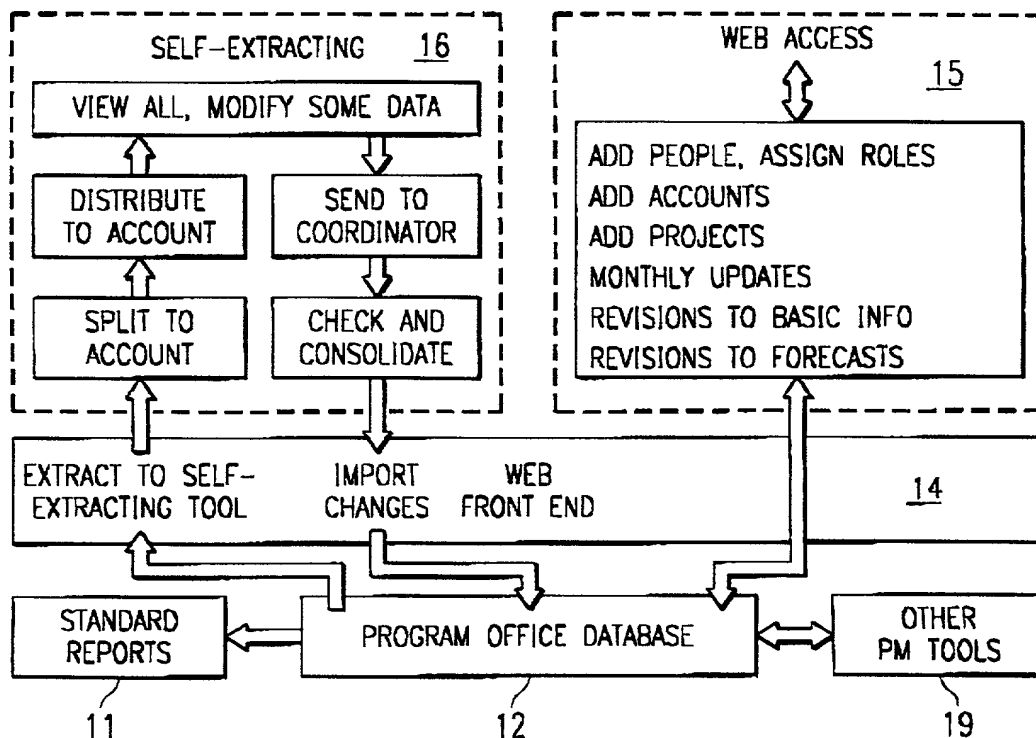 SELF-EXTRACTING 16
VIEW ALL, MODIFY SOME DATA
DISTRIBUTE
TO ACCOUNT
SEND TO
COORDINATOR
SPLIT TO
ACCOUNT
CHECK AND
CONSOLIDATE
WEB ACCESS
15
ADD PEOPLE, ASSIGN ROLES
ADD ACCOUNTS
ADD PROJECTS
MONTHLY UPDATES
REVISIONS TO BASIC INFO
REVISIONS TO FORECASTS
EXTRACT TO SELF-
EXTRACTING TOOL
IMPORT
CHANGES
WEB
FRONT END
14
STANDARD
REPORTS
PROGRAM OFFICE DATABASE
OTHER
PM TOOLS
11
12
19